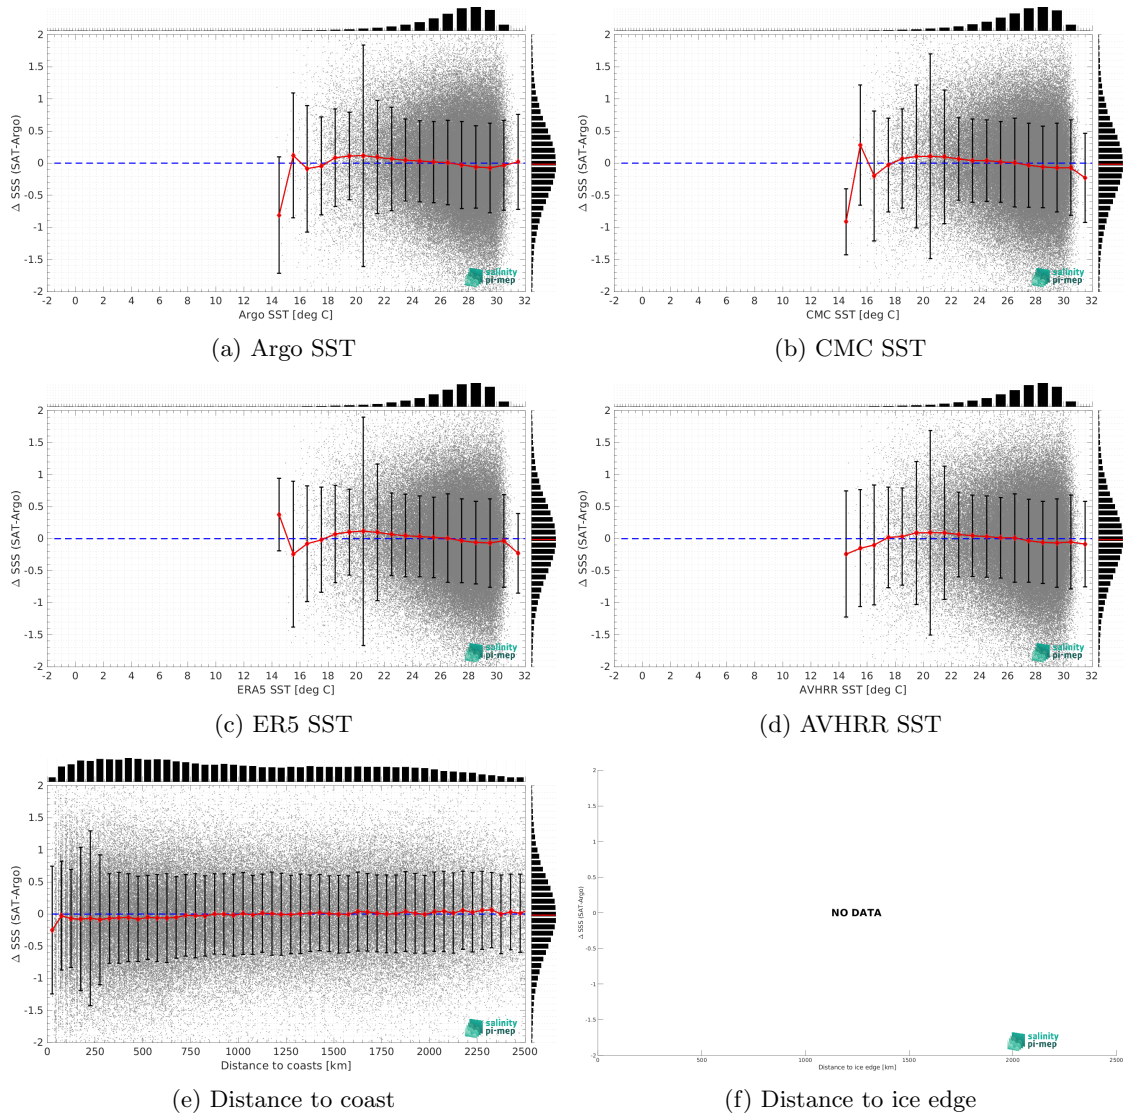 2
1.5
1
0.5
0
-0.5
-1
-1.5
-2
Δ SSS (SAT-Argo)
-2 0 2 4 6 8 10 12 14 16 18 20 22 24 26 28 30 32
Argo SST [deg C]
salinity
pi-mep
(a) Argo SST
2
1.5
1
0.5
0
-0.5
-1
-1.5
-2
Δ SSS (SAT-Argo)
-2 0 2 4 6 8 10 12 14 16 18 20 22 24 26 28 30 32
CMC SST [deg C]
salinity
pi-mep
(b) CMC SST
2
1.5
1
0.5
0
-0.5
-1
-1.5
-2
Δ SSS (SAT-Argo)
-2 0 2 4 6 8 10 12 14 16 18 20 22 24 26 28 30 32
ERA5 SST [deg C]
salinity
pi-mep
(c) ER5 SST
2
1.5
1
0.5
0
-0.5
-1
-1.5
-2
Δ SSS (SAT-Argo)
-2 0 2 4 6 8 10 12 14 16 18 20 22 24 26 28 30 32
AVHRR SST [deg C]
salinity
pi-mep
(d) AVHRR SST
2
1.5
1
0.5
0
-0.5
-1
-1.5
-2
Δ SSS (SAT-Argo)
0 250 500 750 1000 1250 1500 1750 2000 2250 2500
Distance to coasts [km]
salinity
pi-mep
(e) Distance to coast
2
1.5
1
0.5
0
-0.5
-1
-1.5
-2
Δ SSS (SAT-Argo)
NO DATA
0 500 1000 1500 2000 2500
Distance to ice edge [km]
salinity
pi-mep
(f) Distance to ice edge